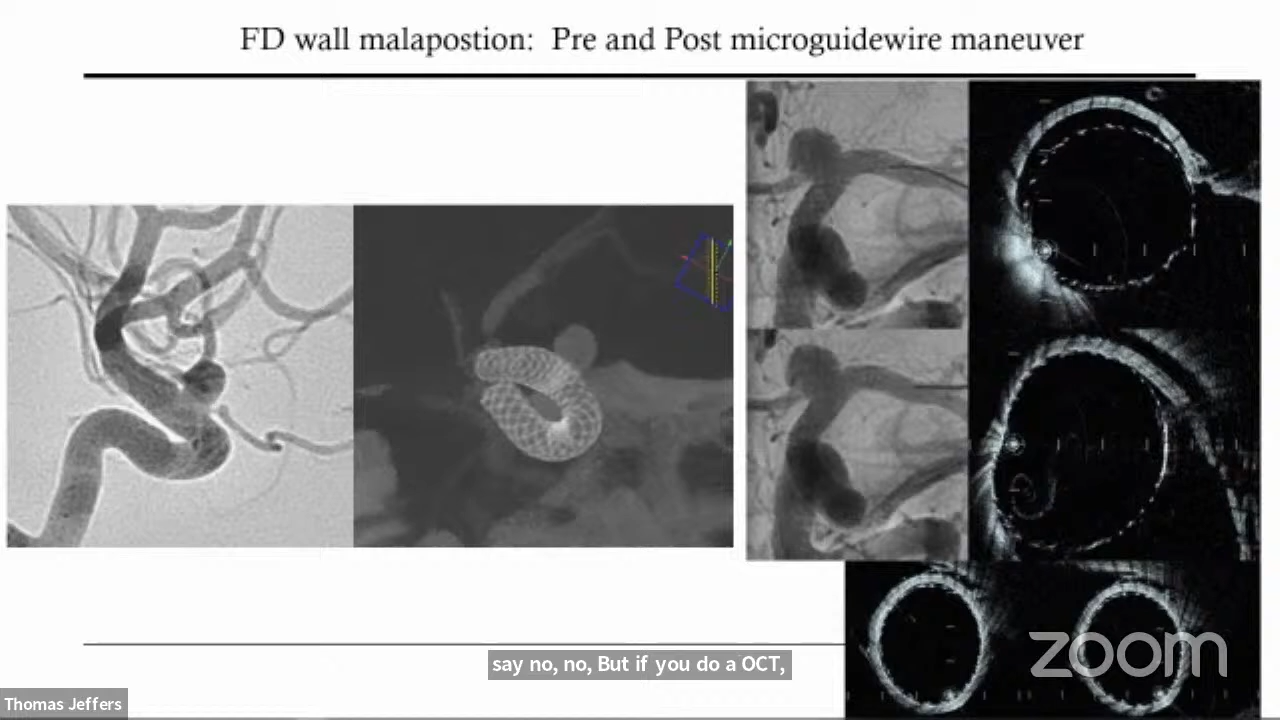 FD wall malapostion: Pre and Post microguidewire maneuver
say no, no, But if you do a OCT,
zoom
Thomas Jeffers